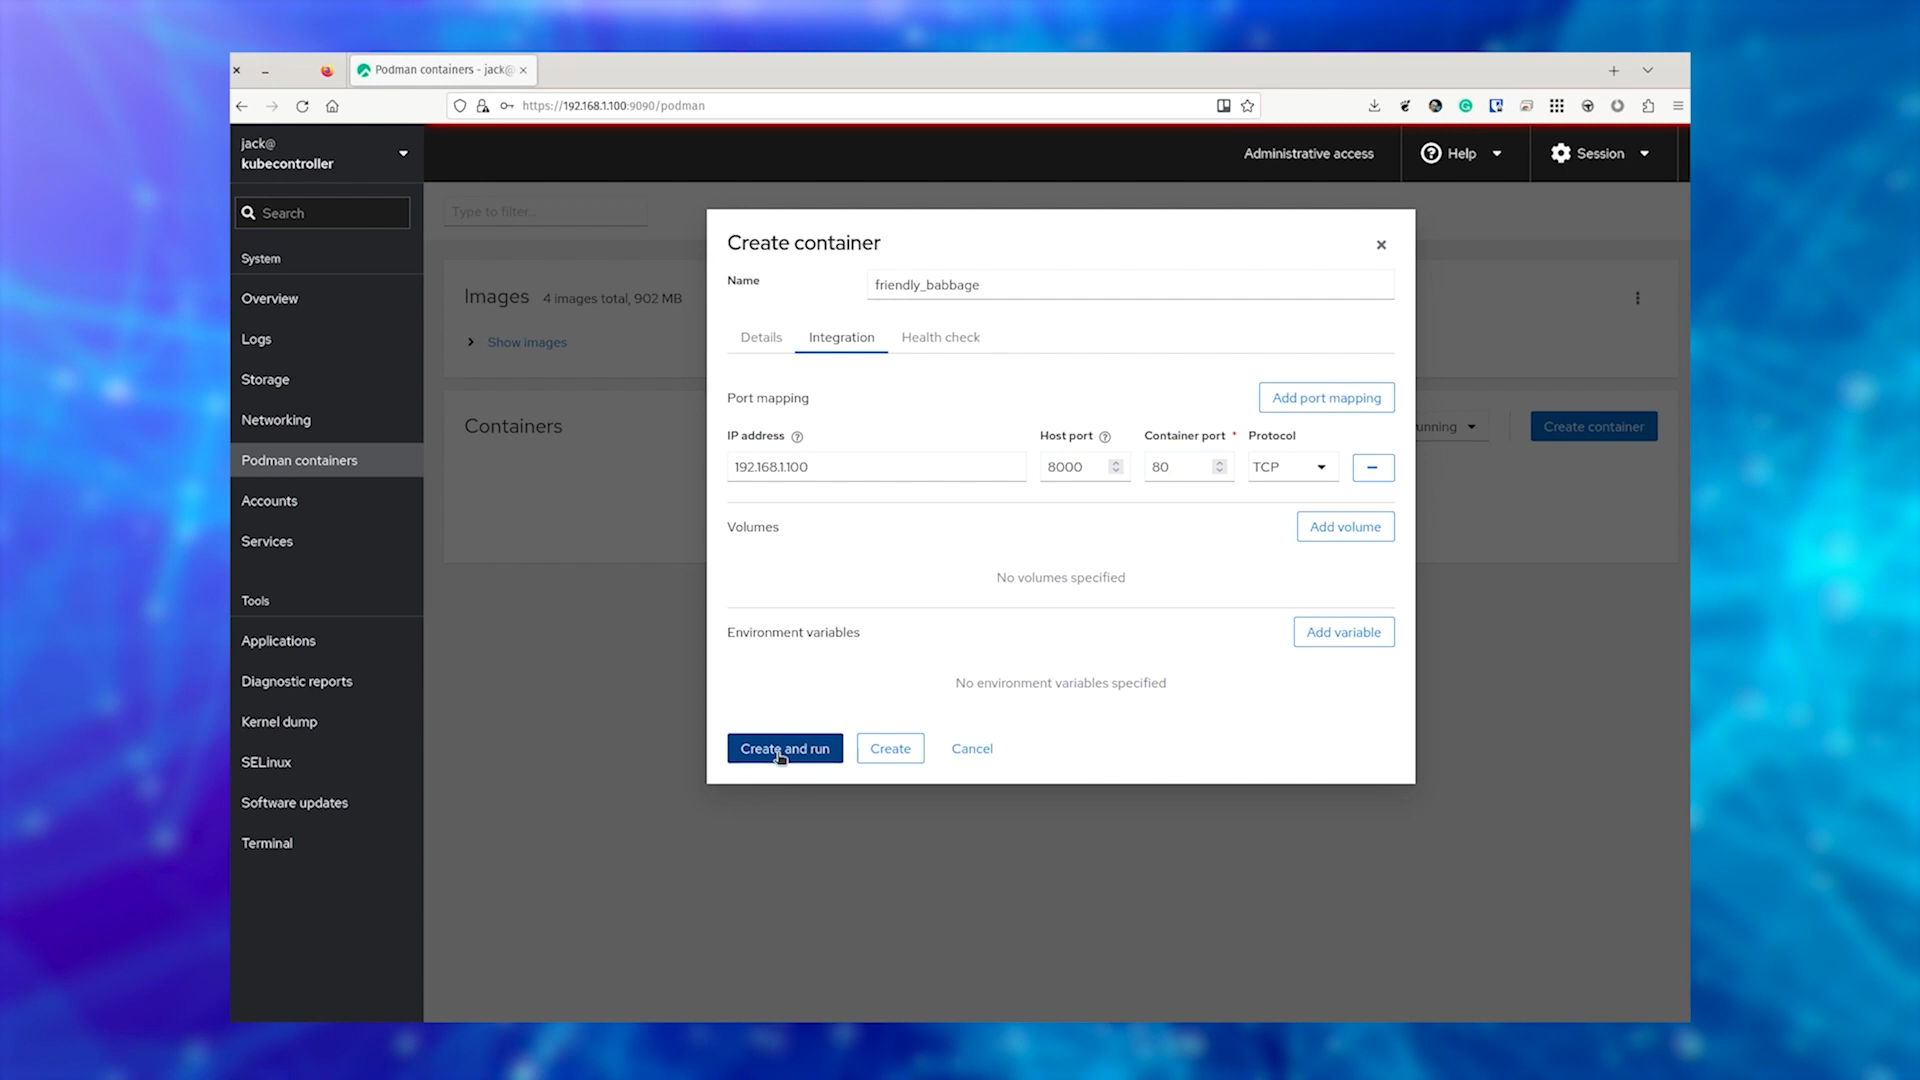 Podman containers - jack@
https://192.168.1.100:9090/podman
jack@
kubecontroller
Administrative access
Help
Session
Search
System
Overview
Logs
Storage
Networking
Podman containers
Accounts
Services
Tools
Applications
Diagnostic reports
Kernel dump
SELinux
Software updates
Terminal
Type to filter...
Images 4 images total, 902 MB
Show images
Containers
unning
Create container
Create container
Name friendly_babbage
Details Integration Health check
Port mapping Add port mapping
IP address Host port Container port * Protocol
192.168.1.100 8000 80 TCP
Volumes Add volume
No volumes specified
Environment variables Add variable
No environment variables specified
Create and run Create Cancel